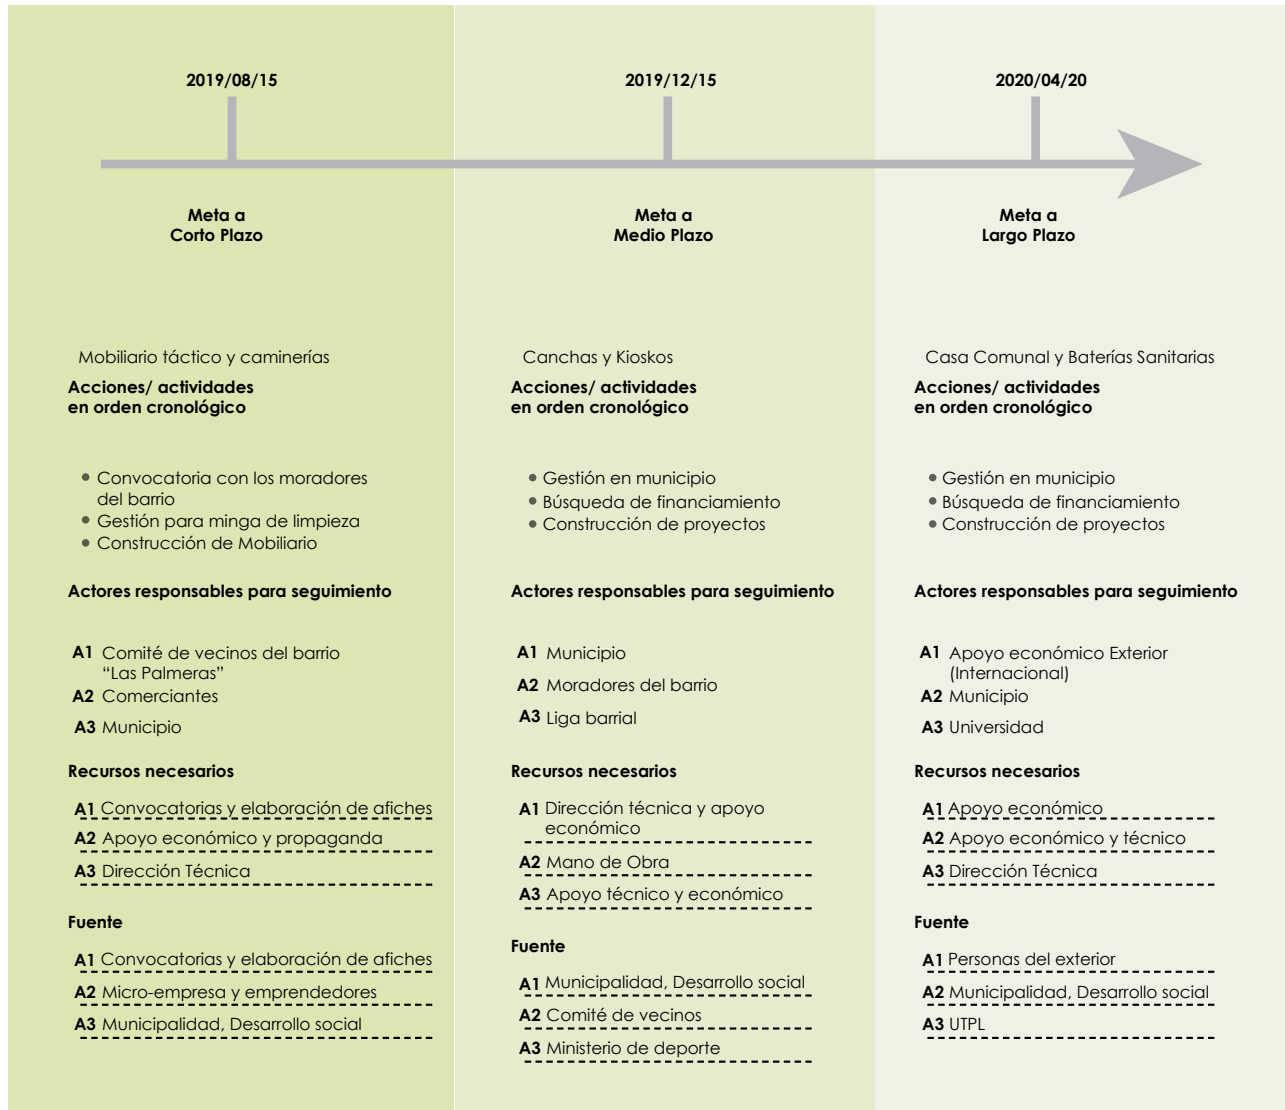 2019/08/15
Meta a
Corto Plazo
Mobiliario táctico y caminerías
Acciones/ actividades
en orden cronológico
Convocatoria con los moradores
del barrio
Gestión para minga de limpieza
Construcción de Mobiliario
Actores responsables para seguimiento
A1 Comité de vecinos del barrio
“Las Palmeras”
A2 Comerciantes
A3 Municipio
Recursos necesarios
A1 Convocatorias y elaboración de afiches
A2 Apoyo económico y propaganda
A3 Dirección Técnica
Fuente
A1 Convocatorias y elaboración de afiches
A2 Micro-empresa y emprendedores
A3 Municipalidad, Desarrollo social
2019/12/15
Meta a
Medio Plazo
Canchas y Kioskos
Acciones/ actividades
en orden cronológico
Gestión en municipio
Búsqueda de financiamiento
Construcción de proyectos
Actores responsables para seguimiento
A1 Municipio
A2 Moradores del barrio
A3 Liga barrial
Recursos necesarios
A1 Dirección técnica y apoyo
económico
A2 Mano de Obra
A3 Apoyo técnico y económico
Fuente
A1 Municipalidad, Desarrollo social
A2 Comité de vecinos
A3 Ministerio de deporte
2020/04/20
Meta a
Largo Plazo
Casa Comunal y Baterías Sanitarias
Acciones/ actividades
en orden cronológico
Gestión en municipio
Búsqueda de financiamiento
Construcción de proyectos
Actores responsables para seguimiento
A1 Apoyo económico Exterior
(Internacional)
A2 Municipio
A3 Universidad
Recursos necesarios
A1 Apoyo económico
A2 Apoyo económico y técnico
A3 Dirección Técnica
Fuente
A1 Personas del exterior
A2 Municipalidad, Desarrollo social
A3 UTPL